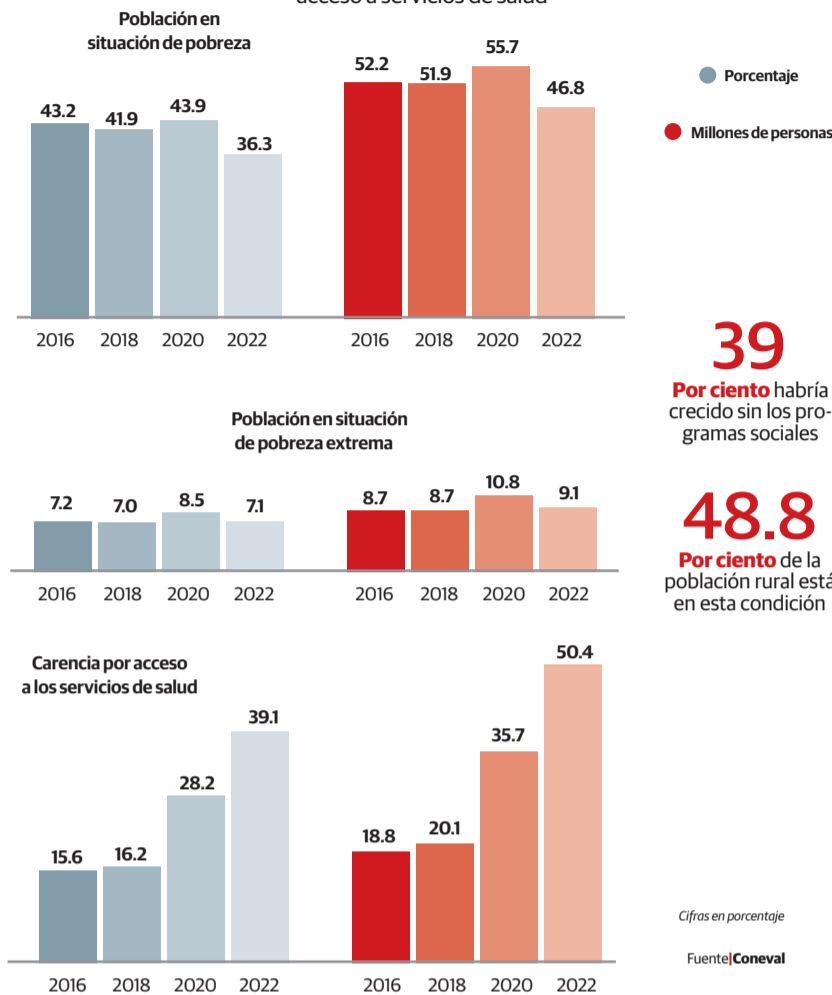 acceso a servicios de salud
Población en
situación de pobreza
43.2
41.9
43.9
36.3
52.2
51.9
55.7
46.8
Porcentaje
Millones de personas
2016 2018 2020 2022
2016 2018 2020 2022
39
Por ciento habría
crecido sin los pro-
gramas sociales
Población en situación
de pobreza extrema
7.2
7.0
8.5
7.1
8.7
8.7
10.8
9.1
2016 2018 2020 2022
2016 2018 2020 2022
48.8
Por ciento de la
población rural está
en esta condición
Carencia por acceso
a los servicios de salud
15.6
16.2
28.2
39.1
18.8
20.1
35.7
50.4
2016 2018 2020 2022
2016 2018 2020 2022
Cifras en porcentaje
Fuente|Coneval